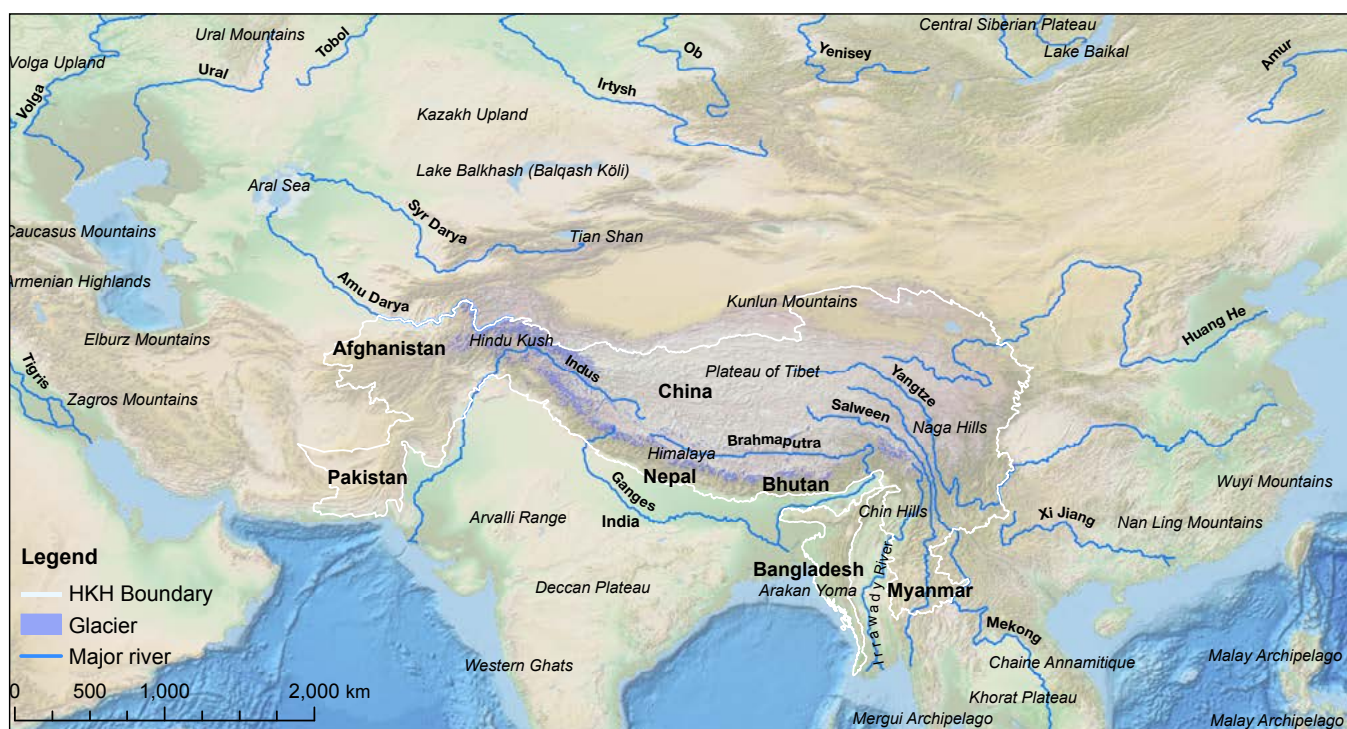 Central Siberian Plateau
Ural Mountains
Tobol
Ob
Yenisey
Lake Baikal
Amur
Volga Upland
Ural
Volga
Irtysh
Kazakh Upland
Lake Balkhash (Balqash Köli)
Aral Sea
Syr Darya
Tian Shan
Caucasus Mountains
Armenian Highlands
Amu Darya
Kunlun Mountains
Elburz Mountains
Afghanistan
Hindu Kush
Huang He
Tigris
Zagros Mountains
Indus
Plateau of Tibet
China
Yangtze
Salween
Naga Hills
Brahmaputra
Himalaya
Pakistan
Nepal
Bhutan
Wuyi Mountains
Ganges
India
Arvalli Range
Chin Hills
Xi Jiang
Nan Ling Mountains
Bangladesh
Arakan Yoma
Irrawady River
Myanmar
Deccan Plateau
Mekong
Western Ghats
Chaine Annamitique
Malay Archipelago
Khorat Plateau
Mergui Archipelago
Malay Archipelago
Legend
HKH Boundary
Glacier
Major river
0 500 1,000 2,000 km